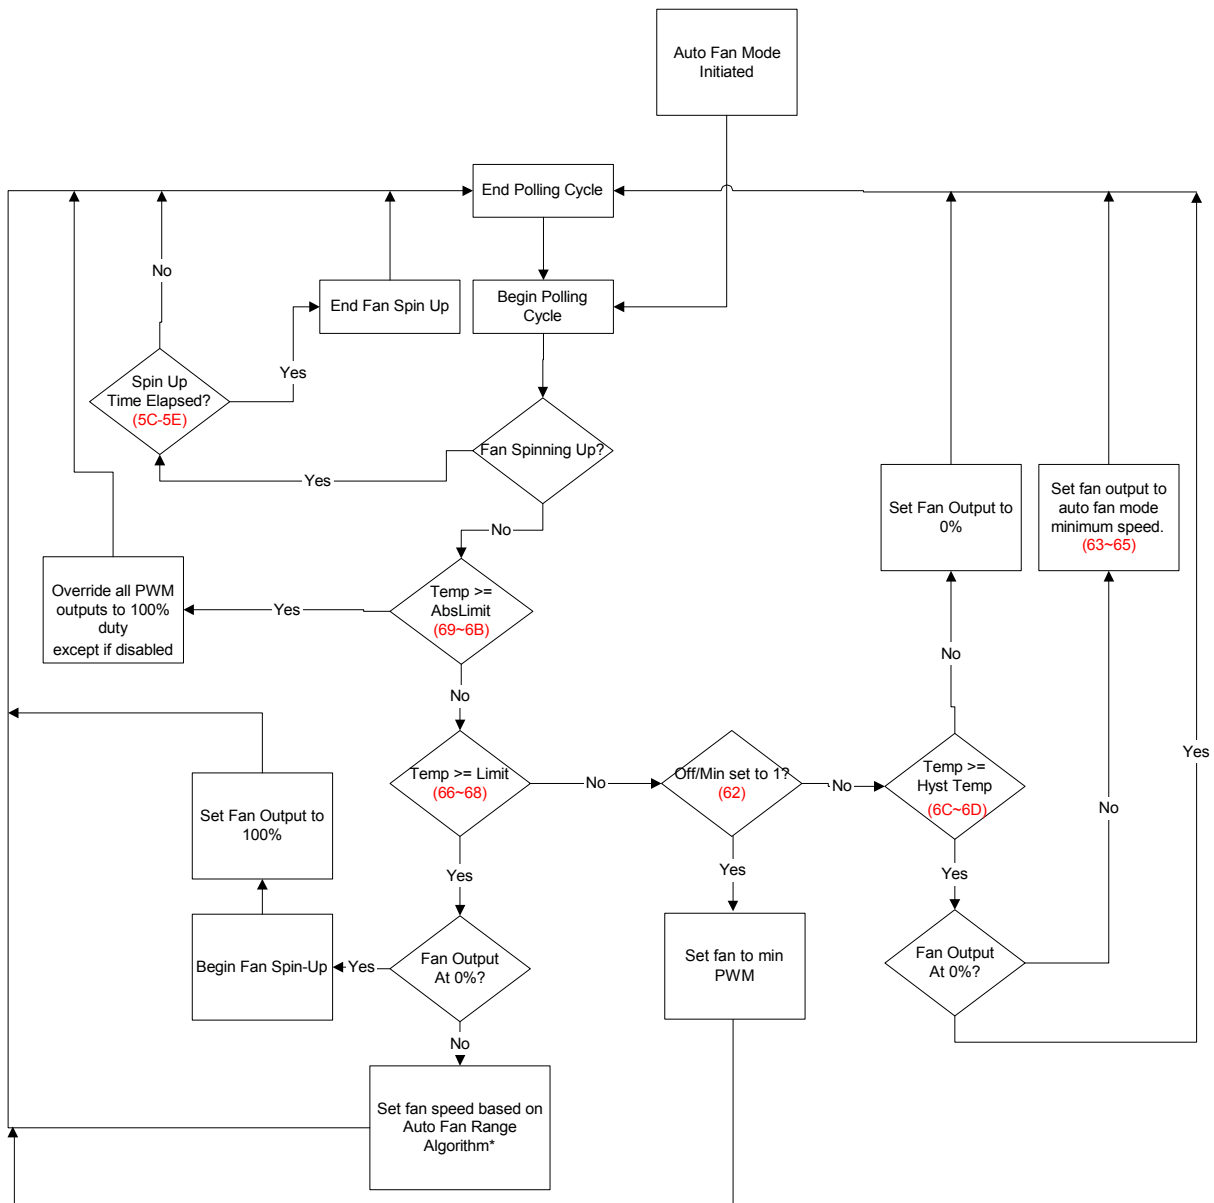 Auto Fan Mode
Initiated
End Polling Cycle
No
End Fan Spin Up
Begin Polling
Cycle
Yes
Spin Up
Time Elapsed?
(5C-5E)
Fan Spinning Up?
Yes
No
Set Fan Output to
0%
Set fan output to
auto fan mode
minimum speed.
(63~65)
Override all PWM
outputs to 100%
duty
except if disabled
Yes
Temp >=
AbsLimit
(69~6B)
No
No
Temp >= Limit
(66~68)
No
Off/Min set to 1?
(62)
No
Temp >=
Hyst Temp
(6C~6D)
No
Yes
Set Fan Output to
100%
Yes
Yes
Yes
Begin Fan Spin-Up
Yes
Fan Output
At 0%?
Set fan to min
PWM
Fan Output
At 0%?
No
Set fan speed based on
Auto Fan Range
Algorithm*